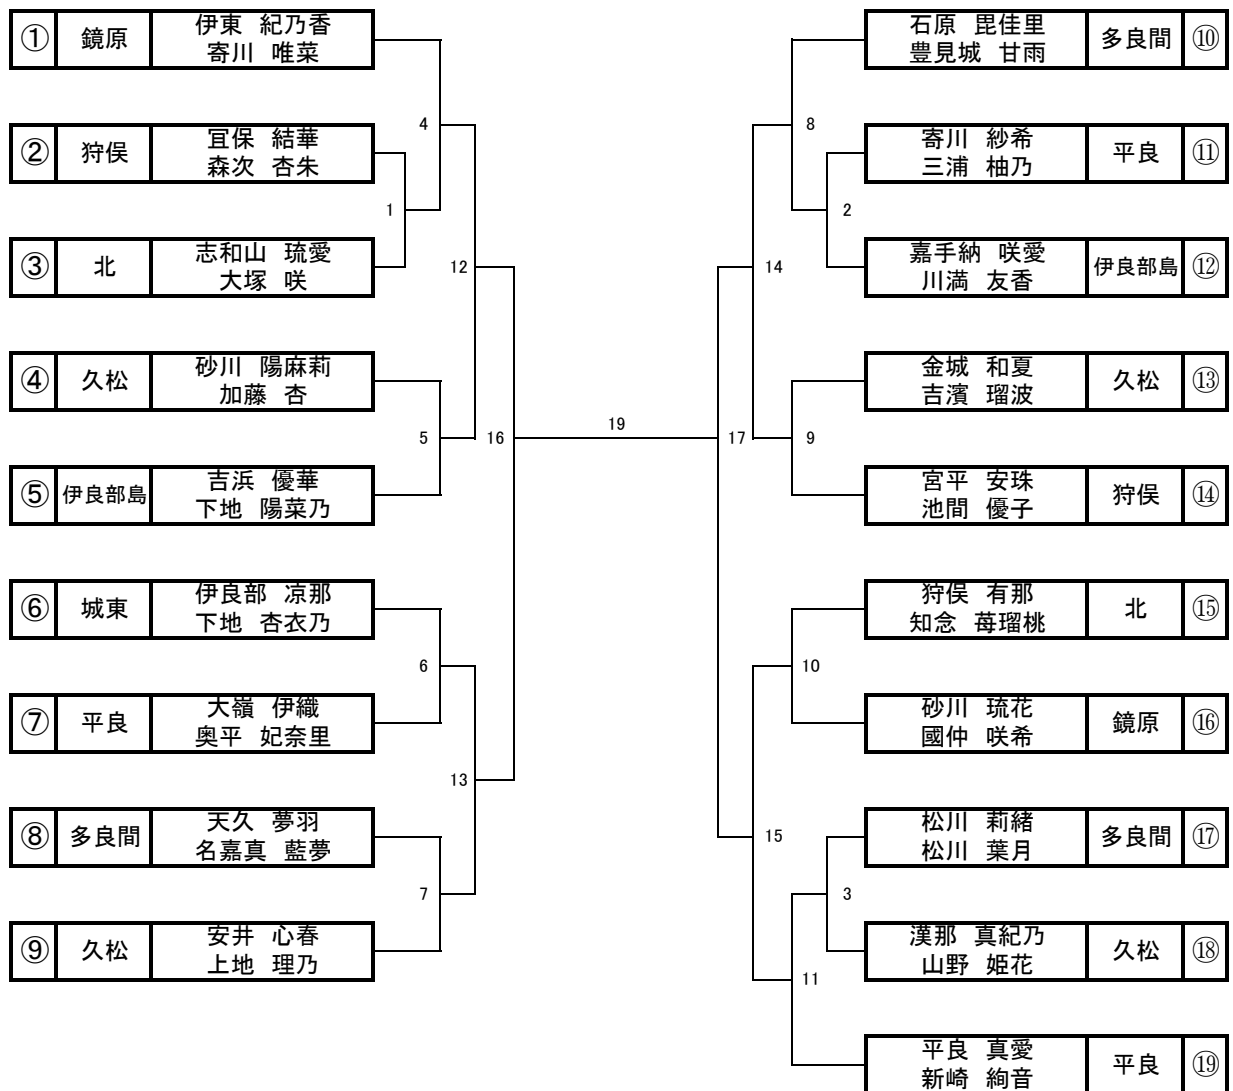 ① 鏡原 伊東 紀乃香
寄川 唯菜
② 狩俣 宜保 結華
森次 杏朱
③ 北 志和山 琉愛
大塚 咲
④ 久松 砂川 陽麻莉
加藤 杏
⑤ 伊良部島 吉浜 優華
下地 陽菜乃
⑥ 城東 伊良部 凉那
下地 杏衣乃
⑦ 平良 大嶺 伊織
奥平 妃奈里
⑧ 多良間 天久 夢羽
名嘉真 藍夢
⑨ 久松 安井 心春
上地 理乃
4
1
12
5
16
6
13
7
19
石原 毘佳里 多良間 ⑩
豊見城 甘雨
寄川 紗希 平良 ⑪
三浦 柚乃
嘉手納 咲愛 伊良部島 ⑫
川満 友香
金城 和夏 久松 ⑬
吉濱 瑠波
宮平 安珠 狩俣 ⑭
池間 優子
狩俣 有那 北 ⑮
知念 苺瑠桃
砂川 琉花 鏡原 ⑯
國仲 咲希
松川 莉緒 多良間 ⑰
松川 葉月
漢那 真紀乃 久松 ⑱
山野 姫花
平良 真愛 平良 ⑲
新崎 絢音
8
2
14
17
9
10
15
3
11